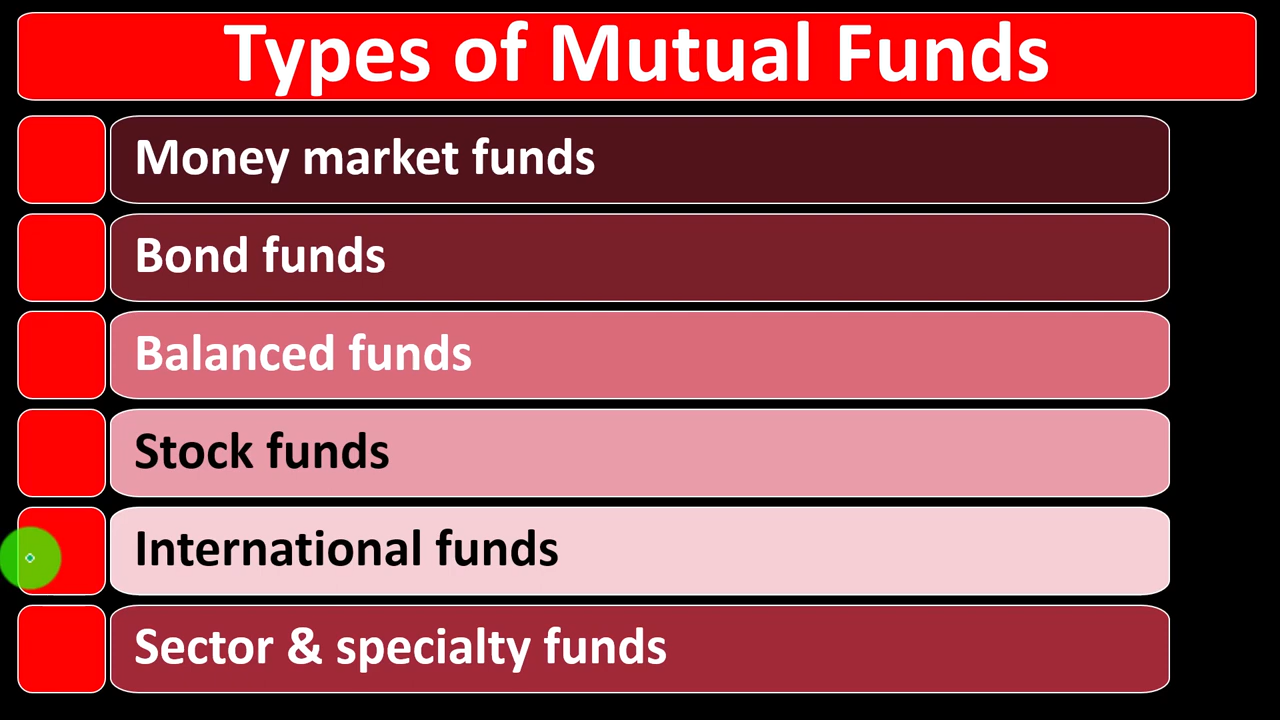 Types of Mutual Funds
Money market funds
Bond funds
Balanced funds
Stock funds
International funds
Sector & specialty funds